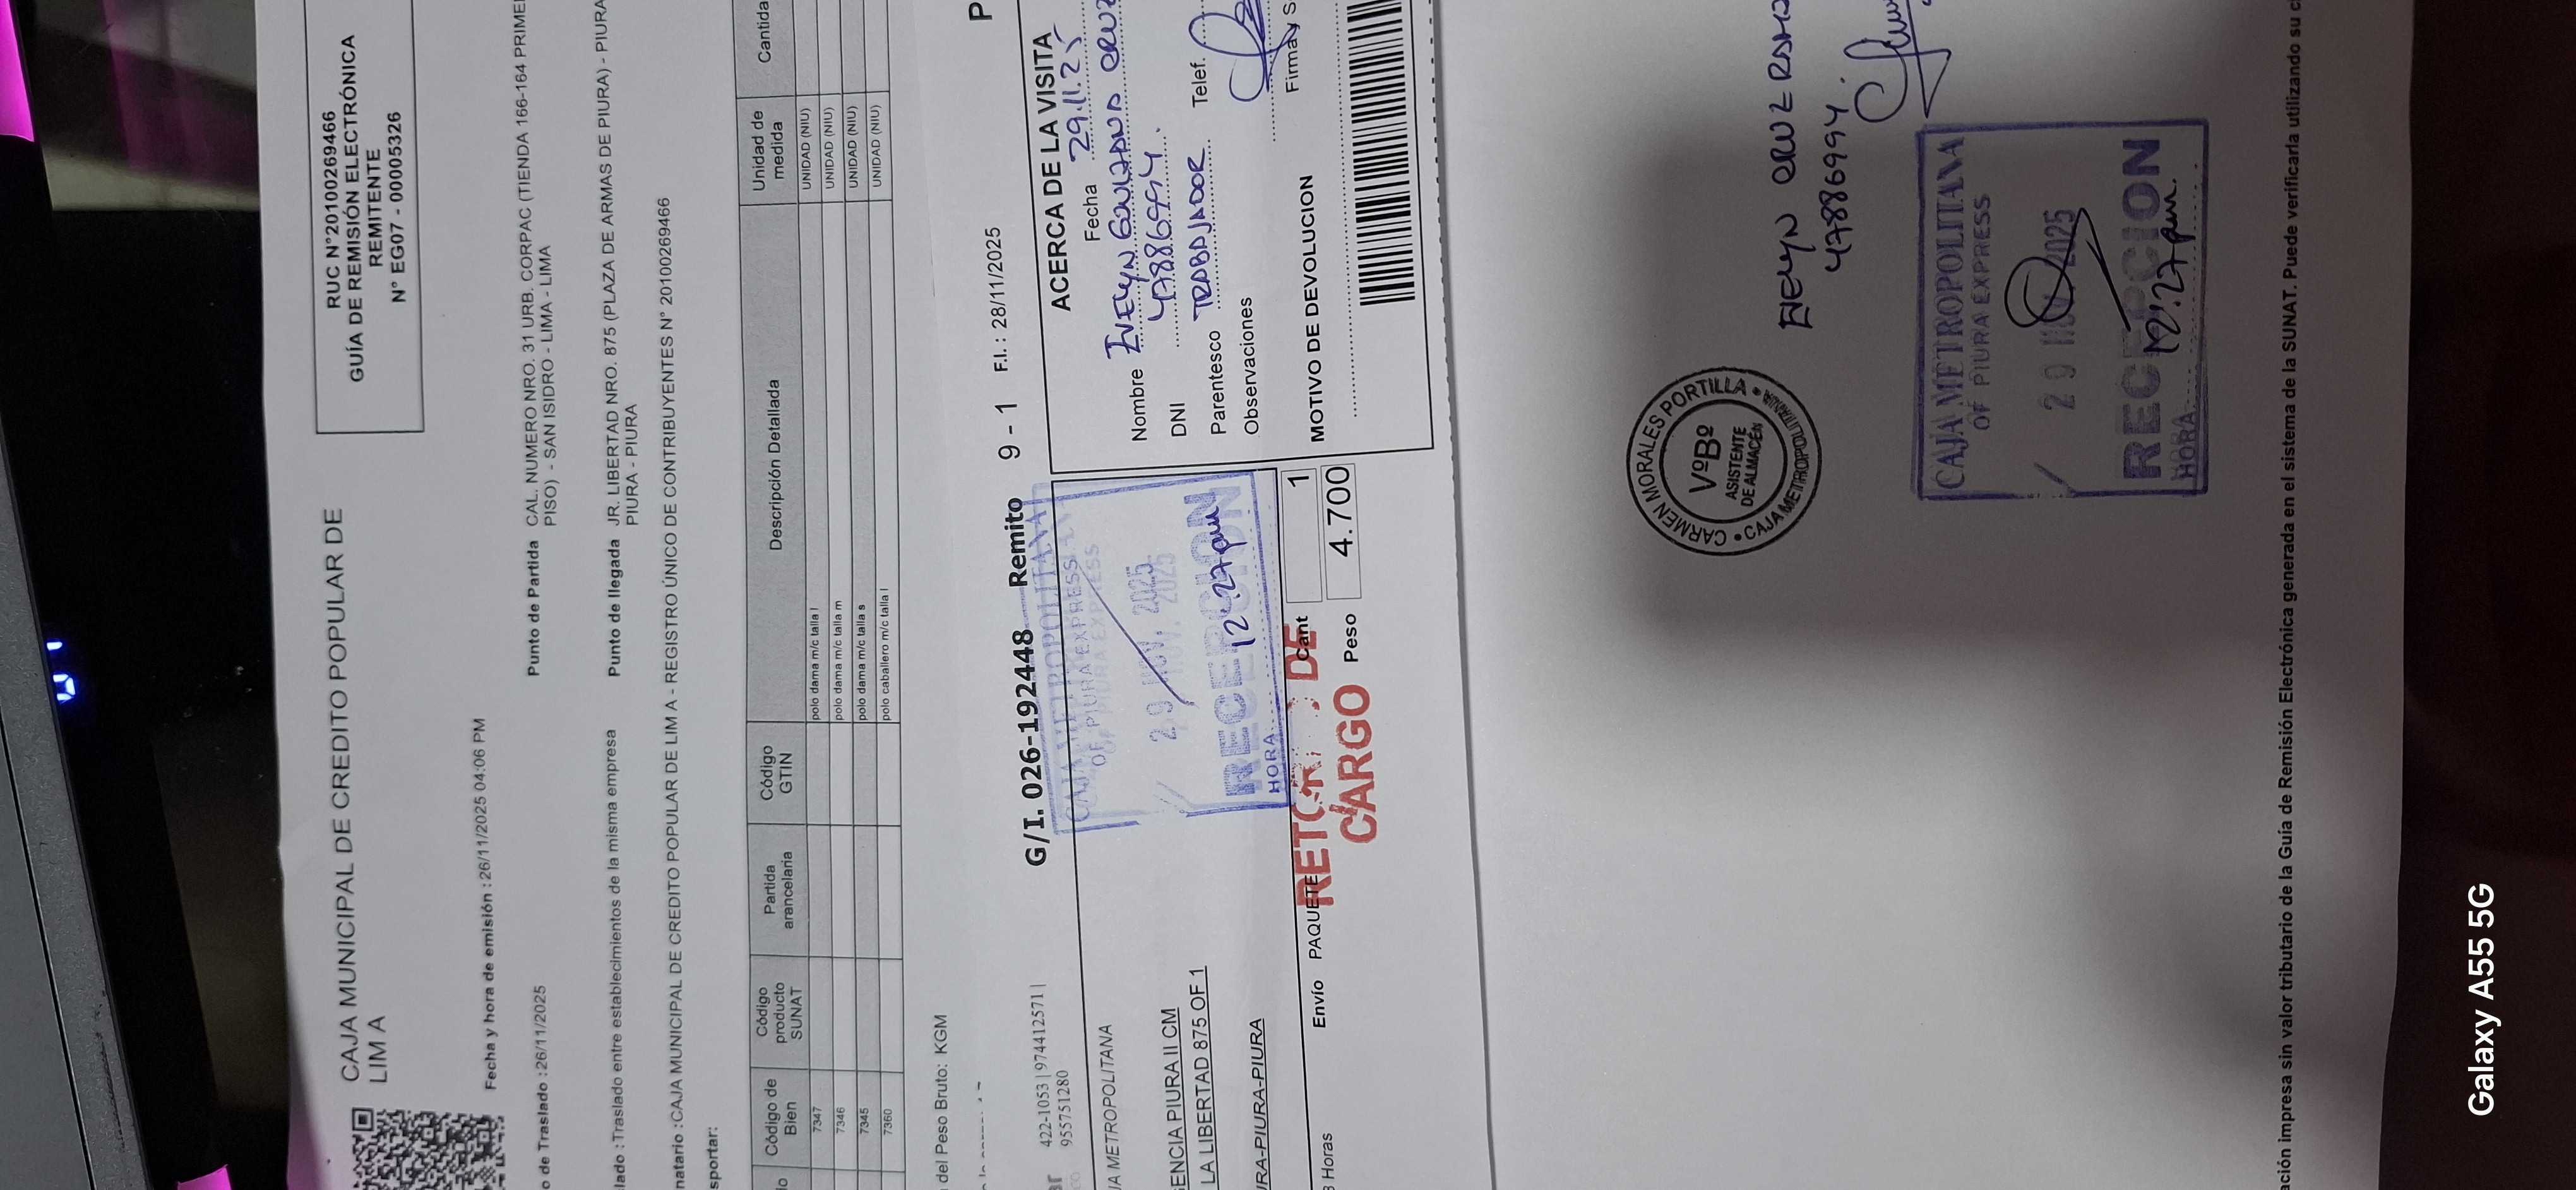 CAJA MUNICIPAL DE CREDITO POPULAR DE
LIM A
RUC N°20100269466
GUÍA DE REMISIÓN ELECTRÓNICA
REMITENTE
N° EG07 - 00005326
Fecha y hora de emisión : 26/11/2025 04:06 PM
o de Traslado : 26/11/2025
Punto de Partida CAL. NUMERO NRO. 31 URB. CORPAC (TIENDA 166-164 PRIMER
PISO) - SAN ISIDRO - LIMA - LIMA
lado : Traslado entre establecimientos de la misma empresa
Punto de llegada JR. LIBERTAD NRO. 875 (PLAZA DE ARMAS DE PIURA) - PIURA
PIURA - PIURA
natario : CAJA MUNICIPAL DE CREDITO POPULAR DE LIM A - REGISTRO ÚNICO DE CONTRIBUYENTES N° 20100269466
sportar:
io Código de Bien Código producto SUNAT Partida arancelaria Código GTIN Descripción Detallada Unidad de medida Cantida
7347 polo dama m/c talla l UNIDAD (NIU)
7346 polo dama m/c talla m UNIDAD (NIU)
7345 polo dama m/c talla s UNIDAD (NIU)
7360 polo caballero m/c talla l UNIDAD (NIU)
del Peso Bruto: KGM
P
422-1053 | 974412571 |
955751280
G/I. 026-192448 Remito 9 - 1 F.I. : 28/11/2025
JA METROPOLITANA
ENCIA PIURA II CM
LA LIBERTAD 875 OF 1
RA-PIURA-PIURA
Horas
Envío PAQUETE
Cant 1
Peso 4.700
CAJA METROPOLITANA
OF PIURA EXPRESS
29 NOV. 2025
RECEPCION
HORA 12:27pm
DE
CARGO
ACERCA DE LA VISITA
Fecha 29.11.25
Nombre
DNI 47886994
Parentesco TRABAJADOR Telef.
Observaciones
Firma y S
MOTIVO DE DEVOLUCION
CARMEN MORALES PORTILLA
VºBº
ASISTENTE
DE ALMACÉN
CAJA METROPOLITANA
Evelyn CRUZ
47886994
CAJA METROPOLITANA
OF PIURA EXPRESS
29 2025
RECEPCION
HORA 12:27pm.
ación impresa sin valor tributario de la Guía de Remisión Electrónica generada en el sistema de la SUNAT. Puede verificarla utilizando su c
Galaxy A55 5G